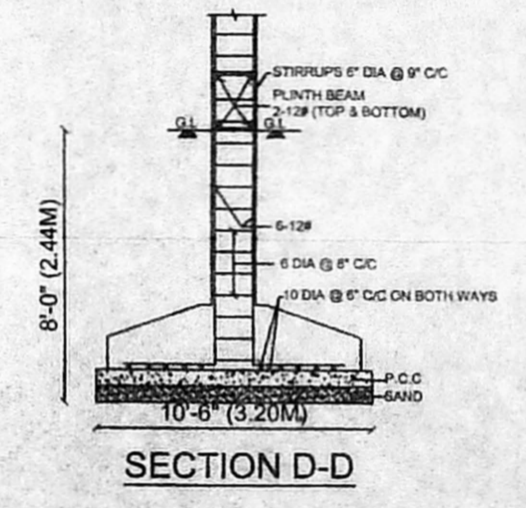 STIRRUPS 6" DIA @ 9" C/C
PLINTH BEAM
2-12# (TOP & BOTTOM)
G.L
G.L
6-12#
6 DIA @ 8" C/C
10 DIA @ 6" C/C ON BOTH WAYS
8'-0" (2.44M)
P.C.C
SAND
10'-6" (3.20M)
SECTION D-D